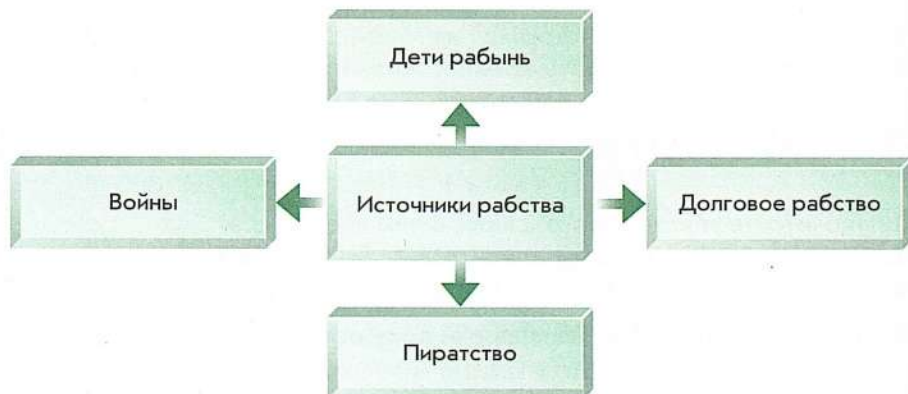 Дети рабынь
Войны
Источники рабства
Долговое рабство
Пиратство